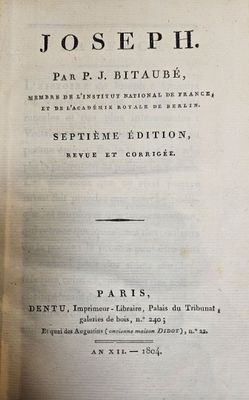 JOSEPH.
PAR P. J. BITAUBÉ,
MEMBRE DE L'INSTITUT NATIONAL DE FRANCE,
ET DE L'ACADÉMIE ROYALE DE BERLIN.
SEPTIÈME ÉDITION,
REVUE ET CORRIGÉE.
PARIS,
DENTU, Imprimeur-Libraire, Palais du Tribunat,
galeries de bois, n.º 240;
Et quai des Augustins (ancienne maison DIDOT), n.º 22.
AN XII. — 1804.